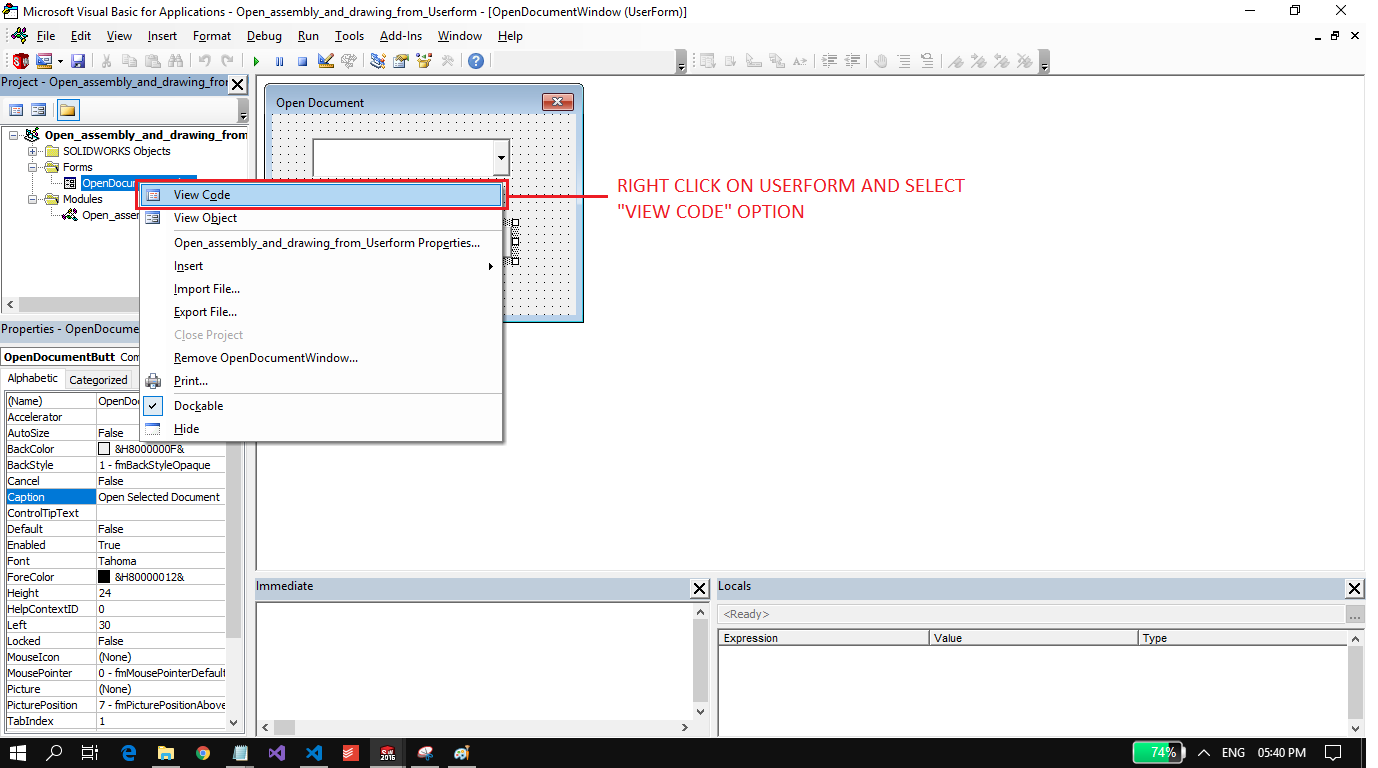 Microsoft Visual Basic for Applications - Open_assembly_and_drawing_from_Userform - [OpenDocumentWindow (UserForm)]
File Edit View Insert Format Debug Run Tools Add-Ins Window Help
Project - Open_assembly_and_drawing_fro
Open_assembly_and_drawing_from
SOLIDWORKS Objects
Forms
OpenDocu
Modules
Open_asse
Open Document
View Code
View Object
Open_assembly_and_drawing_from_Userform Properties...
Insert
Import File...
Export File...
Close Project
Remove OpenDocumentWindow...
Print...
Dockable
Hide
RIGHT CLICK ON USERFORM AND SELECT
"VIEW CODE" OPTION
Properties - OpenDocume
OpenDocumentButt Com
Alphabetic Categorized
(Name) OpenDo
Accelerator
AutoSize False
BackColor &H8000000F&
BackStyle 1 - fmBackStyleOpaque
Cancel False
Caption Open Selected Document
ControlTipText
Default False
Enabled True
Font Tahoma
ForeColor &H80000012&
Height 24
HelpContextID 0
Left 30
Locked False
MouseIcon (None)
MousePointer 0 - fmMousePointerDefault
Picture (None)
PicturePosition 7 - fmPicturePositionAbove
TabIndex 1
Immediate
Locals
<Ready>
Expression Value Type
SW 2016
74% ENG 05:40 PM